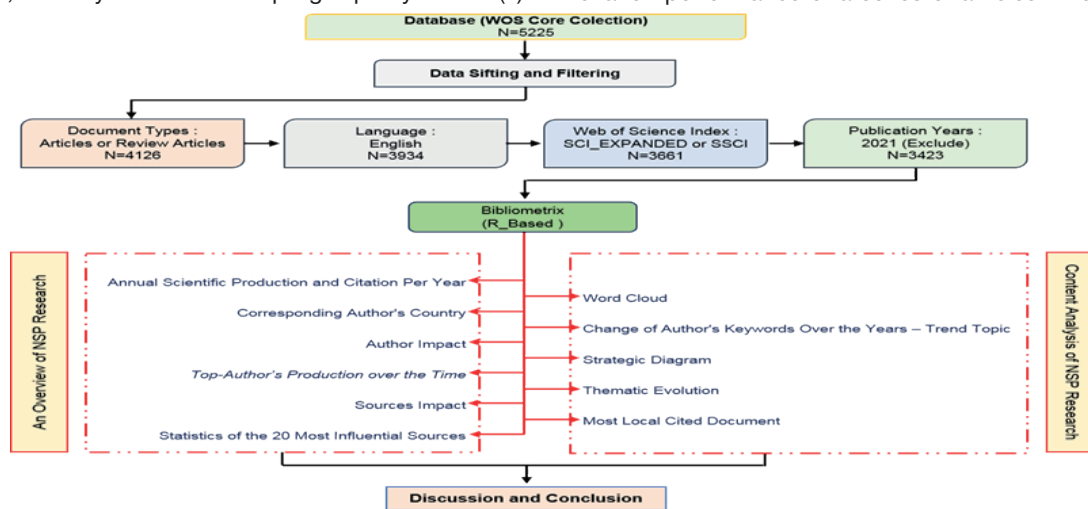 Database (WOS Core Colection)
N=5225
Data Sifting and Filtering
Document Types :
Articles or Review Articles
N=4126
Language :
English
N=3934
Web of Science Index :
SCI_EXPANDED or SSCI
N=3661
Publication Years :
2021 (Exclude)
N=3423
Bibliometrix
(R_Based )
An Overview of NSP Research
Annual Scientific Production and Citation Per Year
Corresponding Author's Country
Author Impact
Top-Author's Production over the Time
Sources Impact
Statistics of the 20 Most Influential Sources
Word Cloud
Change of Author's Keywords Over the Years – Trend Topic
Strategic Diagram
Thematic Evolution
Most Local Cited Document
Content Analysis of NSP Research
Discussion and Conclusion